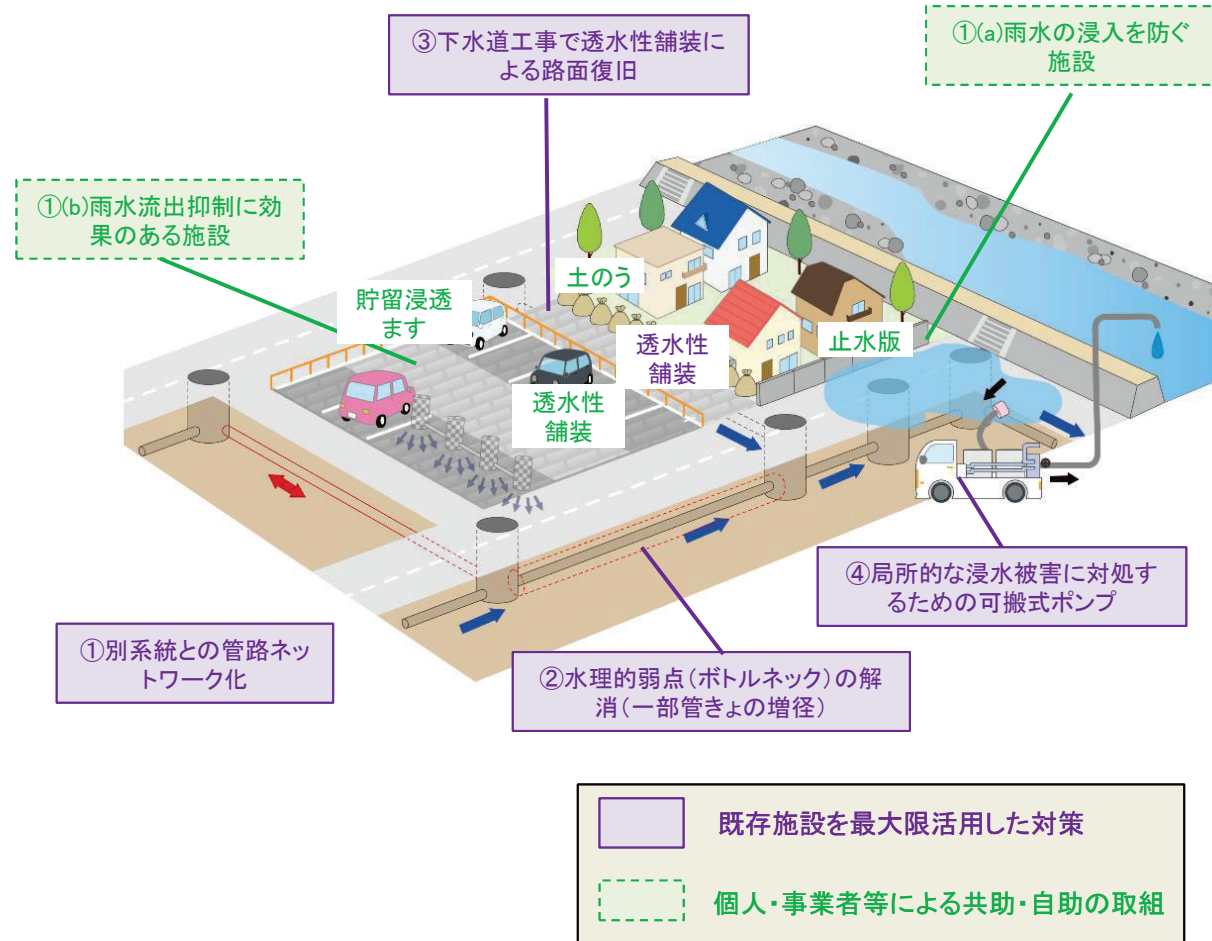 ③下水道工事で透水性舗装に
よる路面復旧
①(a)雨水の浸入を防ぐ
施設
①(b)雨水流出抑制に効
果のある施設
土のう
貯留浸透
ます
透水性
舗装
止水版
透水性
舗装
④局所的な浸水被害に対処す
るための可搬式ポンプ
①別系統との管路ネッ
トワーク化
②水理的弱点(ボトルネック)の解
消(一部管きょの増径)
既存施設を最大限活用した対策
個人・事業者等による共助・自助の取組